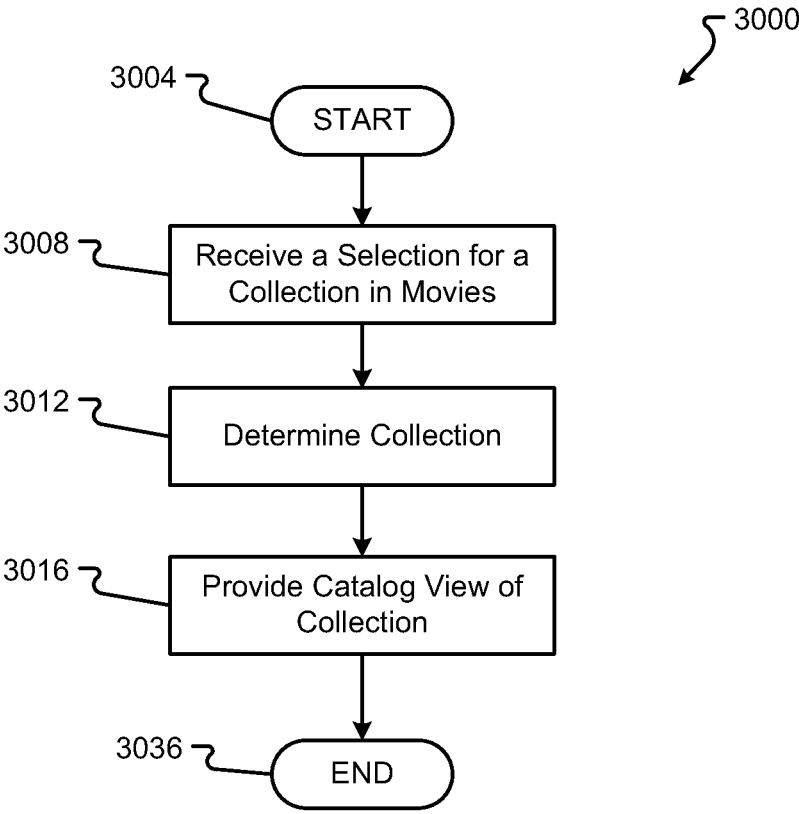 3000
3004
START
3008
Receive a Selection for a
Collection in Movies
3012
Determine Collection
3016
Provide Catalog View of
Collection
3036
END